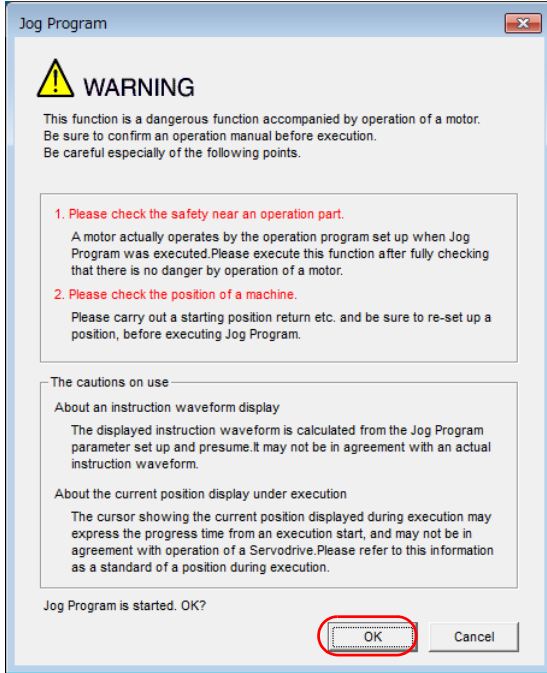 Jog Program
WARNING
This function is a dangerous function accompanied by operation of a motor.
Be sure to confirm an operation manual before execution.
Be careful especially of the following points.
1. Please check the safety near an operation part.
A motor actually operates by the operation program set up when Jog
Program was executed.Please execute this function after fully checking
that there is no danger by operation of a motor.
2. Please check the position of a machine.
Please carry out a starting position return etc. and be sure to re-set up a
position, before executing Jog Program.
The cautions on use
About an instruction waveform display
The displayed instruction waveform is calculated from the Jog Program
parameter set up and presume.It may not be in agreement with an actual
instruction waveform.
About the current position display under execution
The cursor showing the current position displayed during execution may
express the progress time from an execution start, and may not be in
agreement with operation of a Servodrive.Please refer to this information
as a standard of a position during execution.
Jog Program is started. OK?
OK Cancel